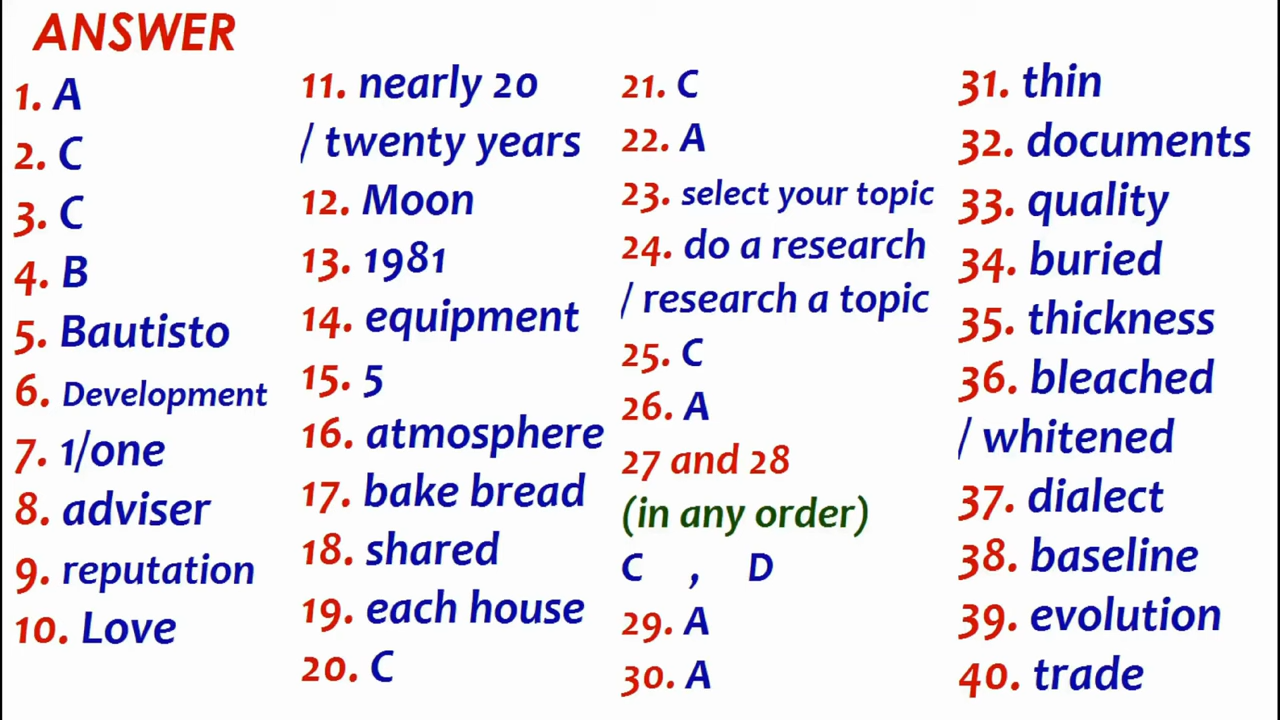 ANSWER
1. A
2. C
3. C
4. B
5. Bautisto
6. Development
7. 1/one
8. adviser
9. reputation
10. Love
11. nearly 20
/ twenty years
12. Moon
13. 1981
14. equipment
15. 5
16. atmosphere
17. bake bread
18. shared
19. each house
20. C
21. C
22. A
23. select your topic
24. do a research
/ research a topic
25. C
26. A
27 and 28
(in any order)
C , D
29. A
30. A
31. thin
32. documents
33. quality
34. buried
35. thickness
36. bleached
/ whitened
37. dialect
38. baseline
39. evolution
40. trade